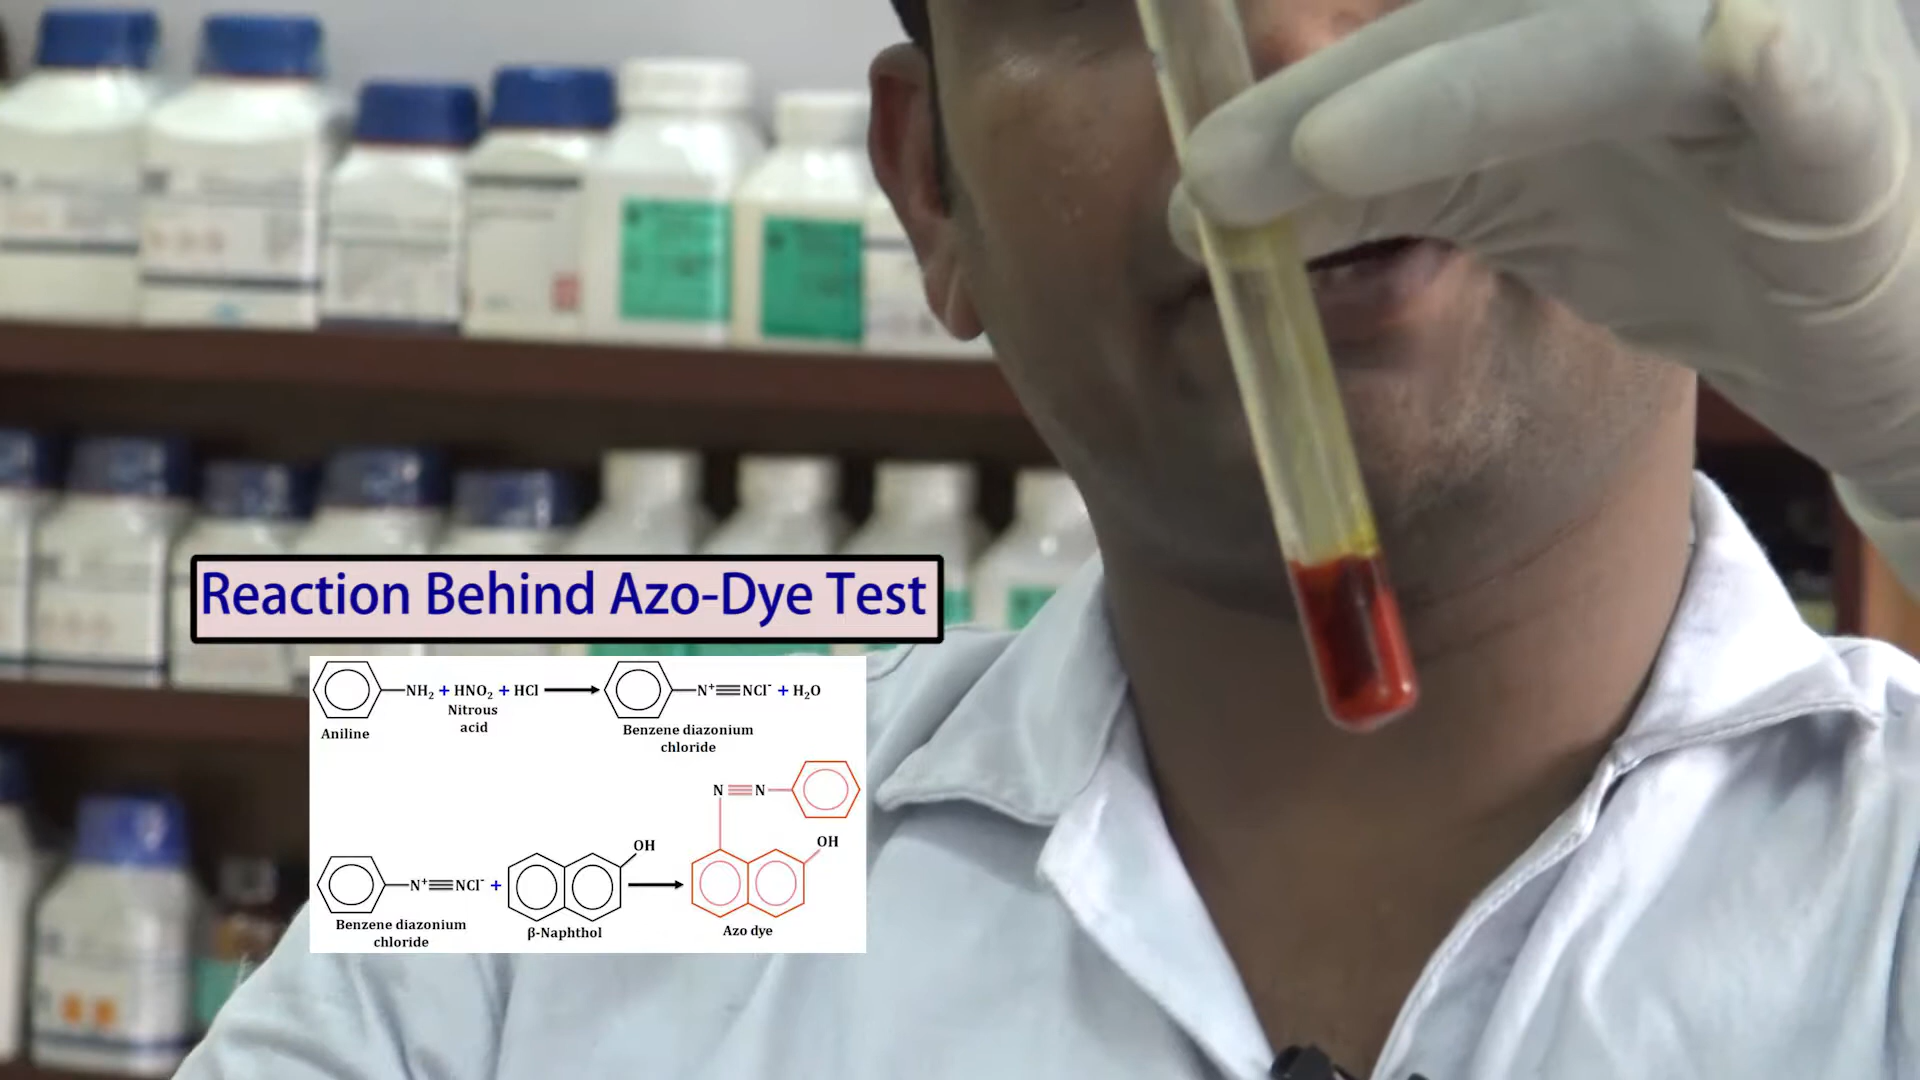 Reaction Behind Azo-Dye Test
NH₂ + HNO₂ + HCl ⟶ N⁺≡NCl⁻ + H₂O
Nitrous
acid
Aniline
Benzene diazonium
chloride
N≡N
OH
OH
N⁺≡NCl⁻ +
Benzene diazonium
chloride
β-Naphthol
Azo dye